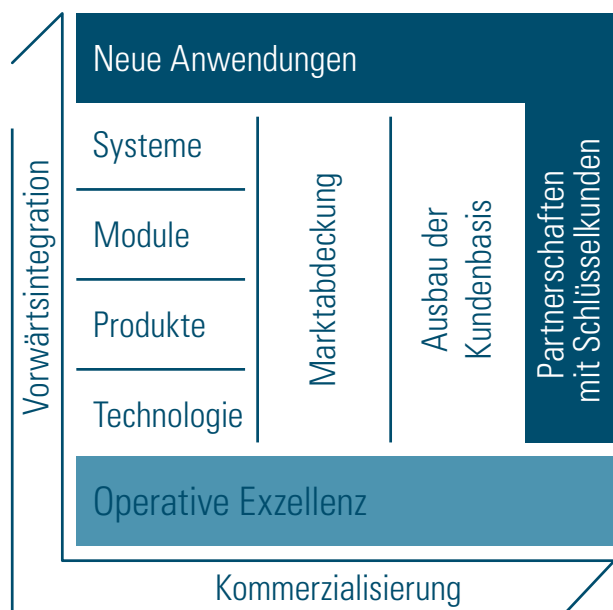 Neue Anwendungen
Vorwärtsintegration
Systeme
Module
Produkte
Technologie
Marktabdeckung
Ausbau der
Kundenbasis
Partnerschaften
mit Schlüsselkunden
Operative Exzellenz
Kommerzialisierung